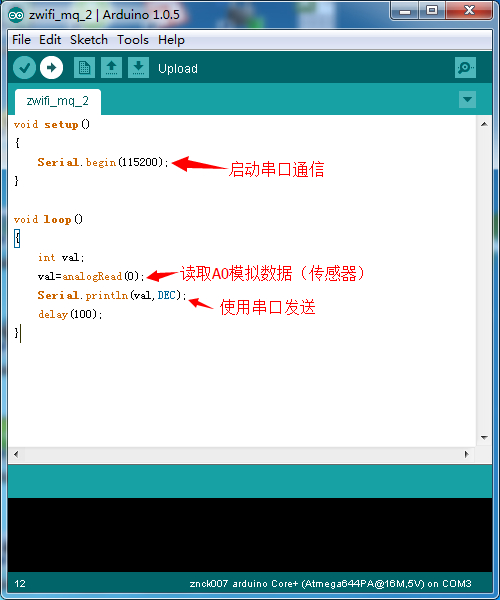 zwifi_mq_2 | Arduino 1.0.5
File Edit Sketch Tools Help
Upload
zwifi_mq_2
void setup()
{
Serial.begin(115200);
启动串口通信
}
void loop()
{
int val;
val=analogRead(0);
读取A0模拟数据（传感器）
Serial.println(val,DEC);
使用串口发送
delay(100);
}
12
znck007 arduino Core+ (Atmega644PA@16M,5V) on COM3